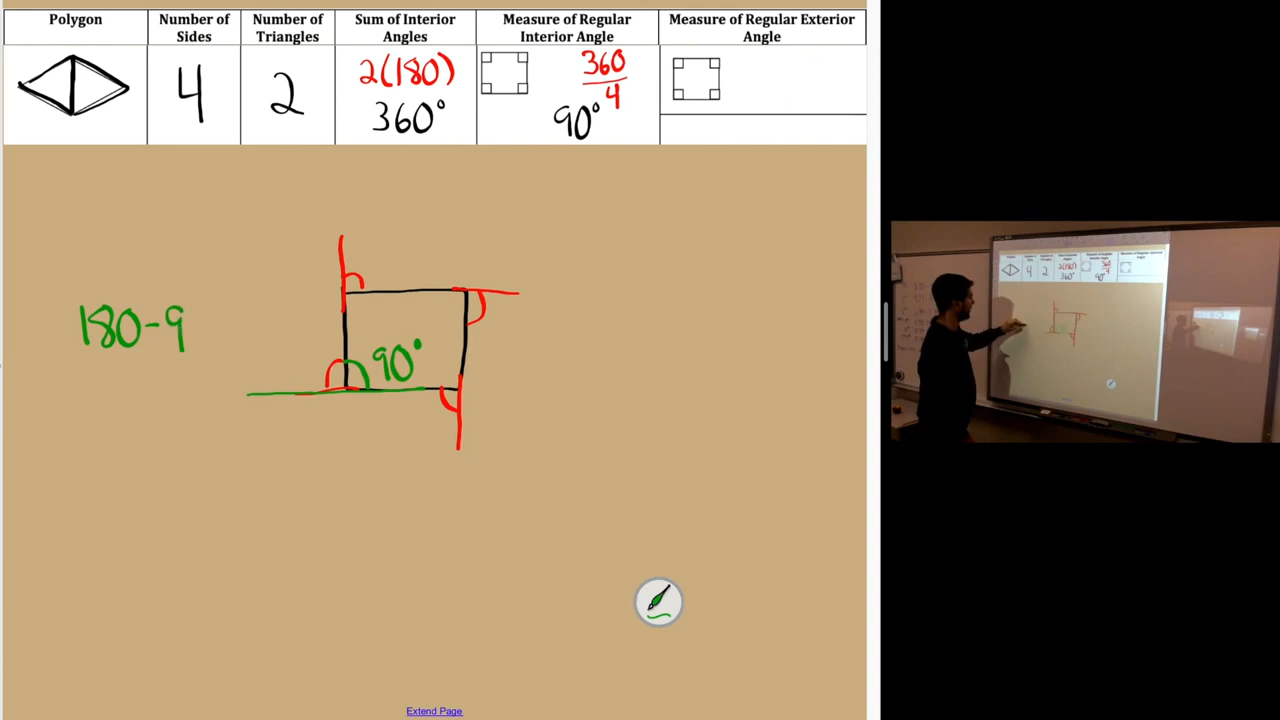 Polygon
Number of Sides
Number of Triangles
Sum of Interior Angles
Measure of Regular Interior Angle
Measure of Regular Exterior Angle
4
2
2(180)
360°
360
4
90°
180-9
90°
Extend Page